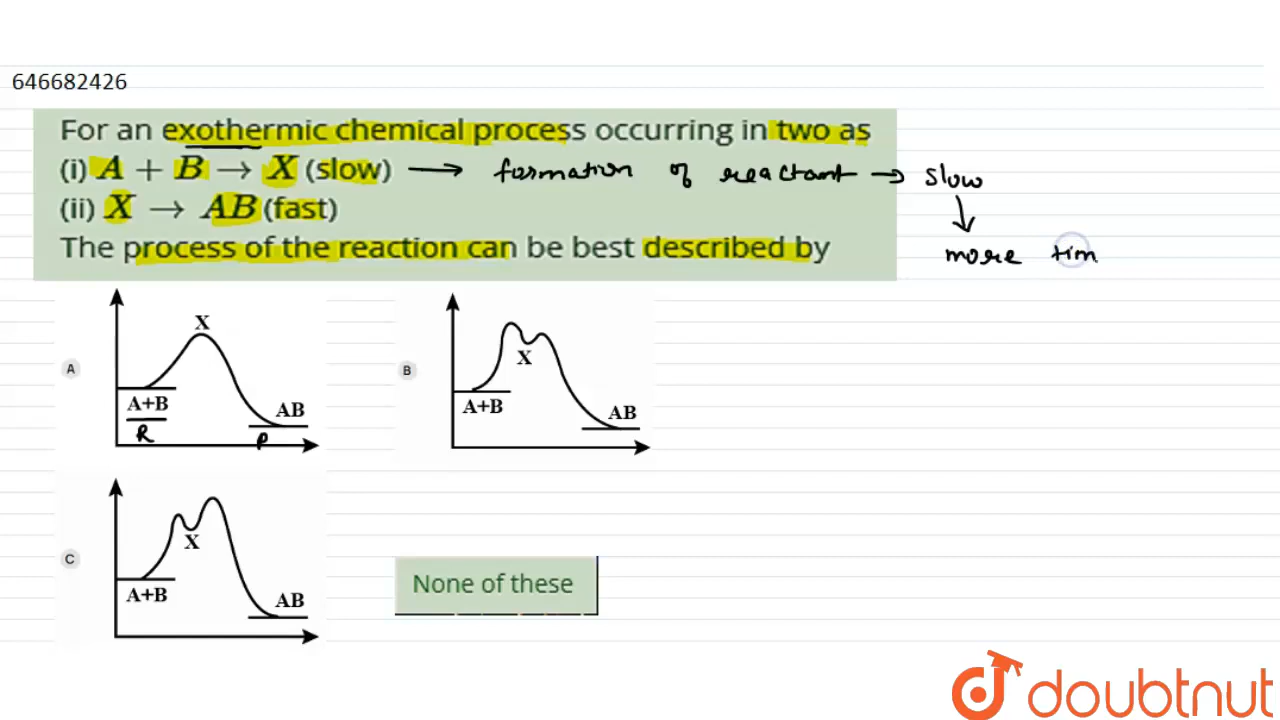 646682426
For an exothermic chemical process occurring in two as
(i) A + B → X (slow) → formation of reactant → slow
(ii) X → AB (fast)
↓
The process of the reaction can be best described by
more tim
A
X
A+B
R
AB
P
B
X
A+B
AB
C
X
A+B
AB
None of these
doubtnut